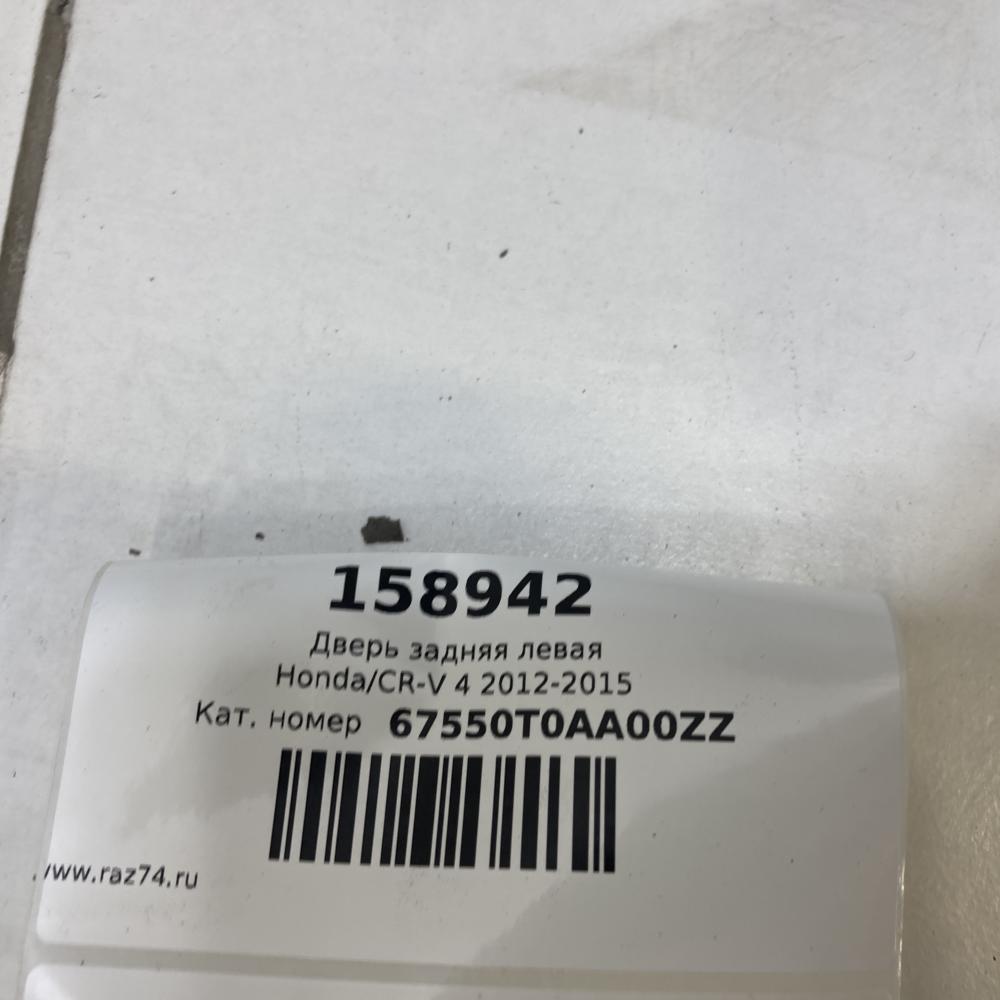 158942
Дверь задняя левая
Honda/CR-V 4 2012-2015
Кат. номер 67550T0AA00ZZ
www.raz74.ru